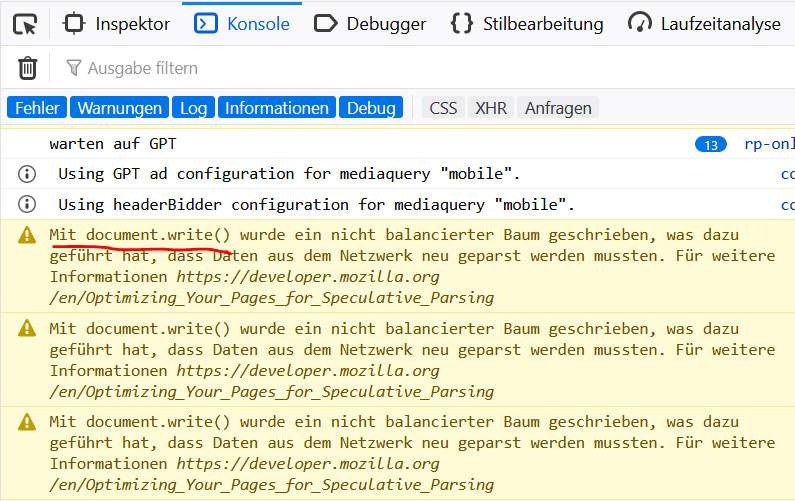 Inspektor Konsole Debugger Stilbearbeitung Laufzeitanalyse
Ausgabe filtern
Fehler Warnungen Log Informationen Debug CSS XHR Anfragen
warten auf GPT 13 rp-onl
Using GPT ad configuration for mediaquery "mobile". co
Using headerBidder configuration for mediaquery "mobile". co
Mit document.write() wurde ein nicht balancierter Baum geschrieben, was dazu
geführt hat, dass Daten aus dem Netzwerk neu geparst werden mussten. Für weitere
Informationen https://developer.mozilla.org
/en/Optimizing_Your_Pages_for_Speculative_Parsing
Mit document.write() wurde ein nicht balancierter Baum geschrieben, was dazu
geführt hat, dass Daten aus dem Netzwerk neu geparst werden mussten. Für weitere
Informationen https://developer.mozilla.org
/en/Optimizing_Your_Pages_for_Speculative_Parsing
Mit document.write() wurde ein nicht balancierter Baum geschrieben, was dazu
geführt hat, dass Daten aus dem Netzwerk neu geparst werden mussten. Für weitere
Informationen https://developer.mozilla.org
/en/Optimizing_Your_Pages_for_Speculative_Parsing